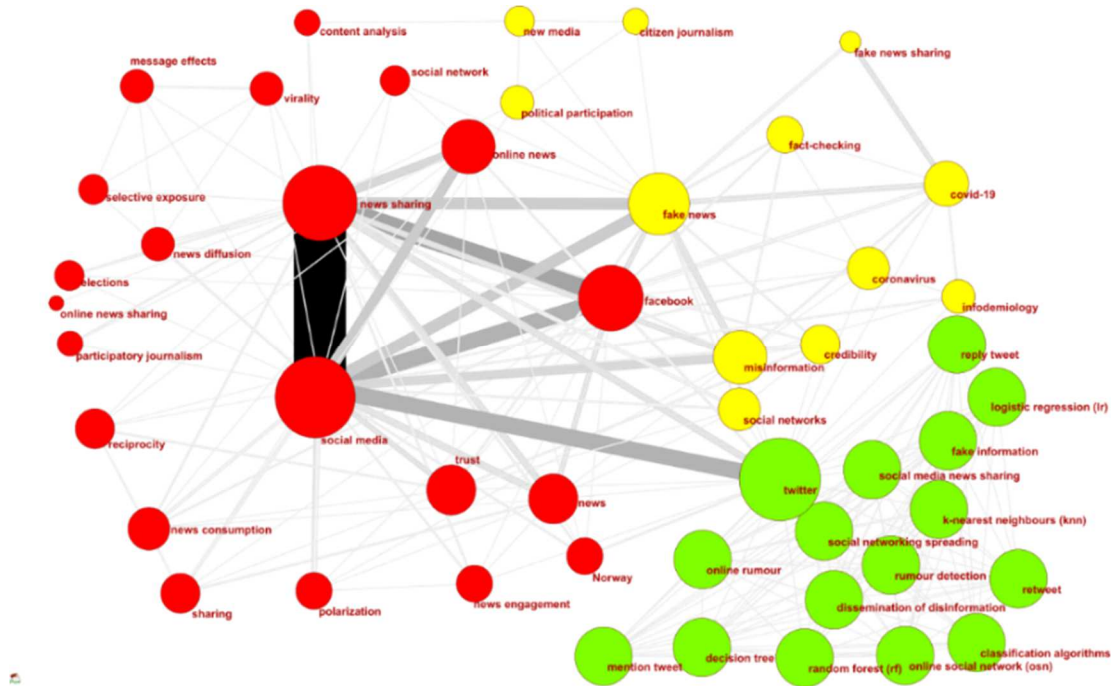 content analysis
new media
citizen journalism
fake news sharing
message effects
social network
virality
political participation
online news
fact-checking
selective exposure
news sharing
fake news
covid-19
news diffusion
elections
coronavirus
facebook
online news sharing
infodemiology
participatory journalism
misinformation
credibility
reply tweet
logistic regression (lr)
social networks
reciprocity
social media
fake information
trust
social media news sharing
twitter
news
k-nearest neighbours (knn)
news consumption
social networking spreading
online rumour
rumour detection
Norway
retweet
news engagement
dissemination of disinformation
sharing
polarization
classification algorithms
mention tweet
decision tree
random forest (rf)
online social network (osn)